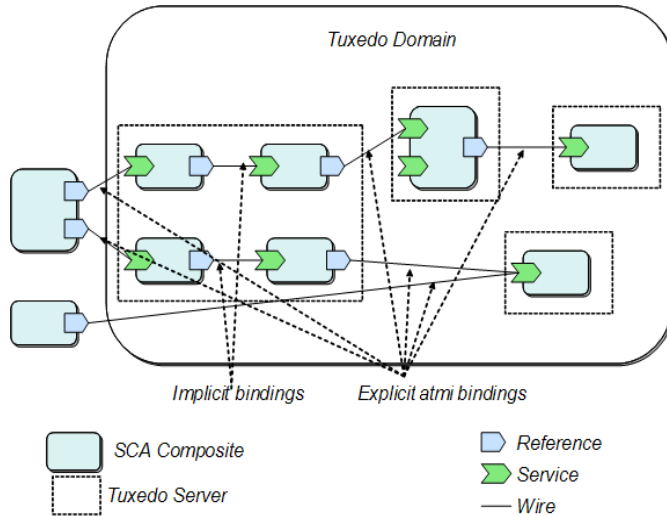 Tuxedo Domain
Implicit bindings
Explicit atmi bindings
SCA Composite
Tuxedo Server
Reference
Service
Wire